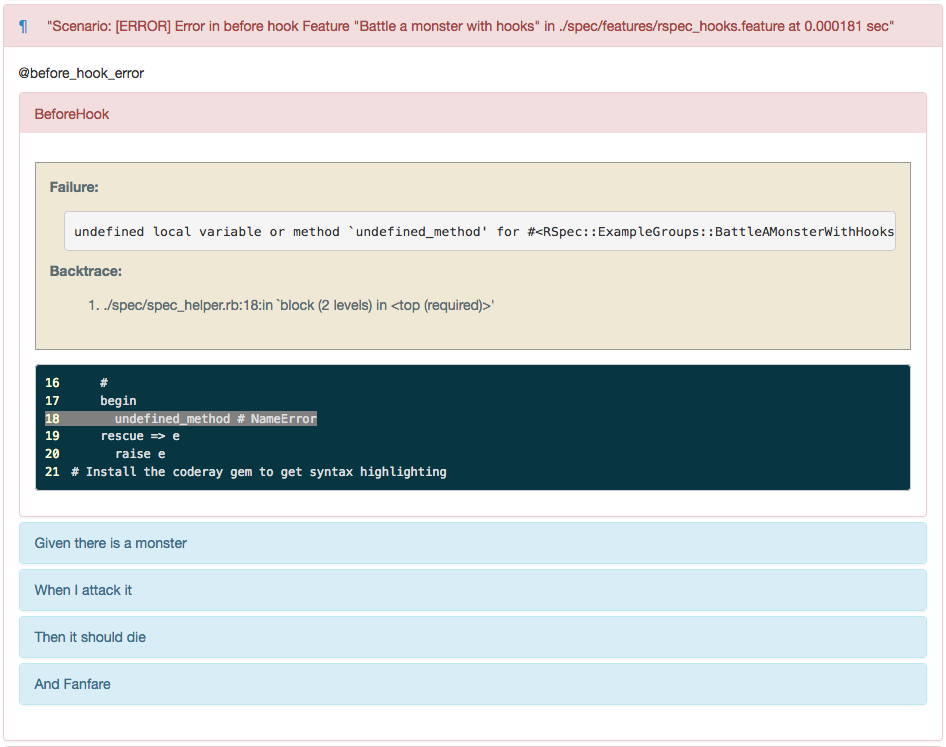 ¶ "Scenario: [ERROR] Error in before hook Feature "Battle a monster with hooks" in ./spec/features/rspec_hooks.feature at 0.000181 sec"
@before_hook_error
BeforeHook
Failure:
undefined local variable or method `undefined_method' for #<RSpec::ExampleGroups::BattleAMonsterWithHooks
Backtrace:
1. ./spec/spec_helper.rb:18:in `block (2 levels) in <top (required)>'
16 #
17 begin
18 undefined_method # NameError
19 rescue => e
20 raise e
21 # Install the coderay gem to get syntax highlighting
Given there is a monster
When I attack it
Then it should die
And Fanfare